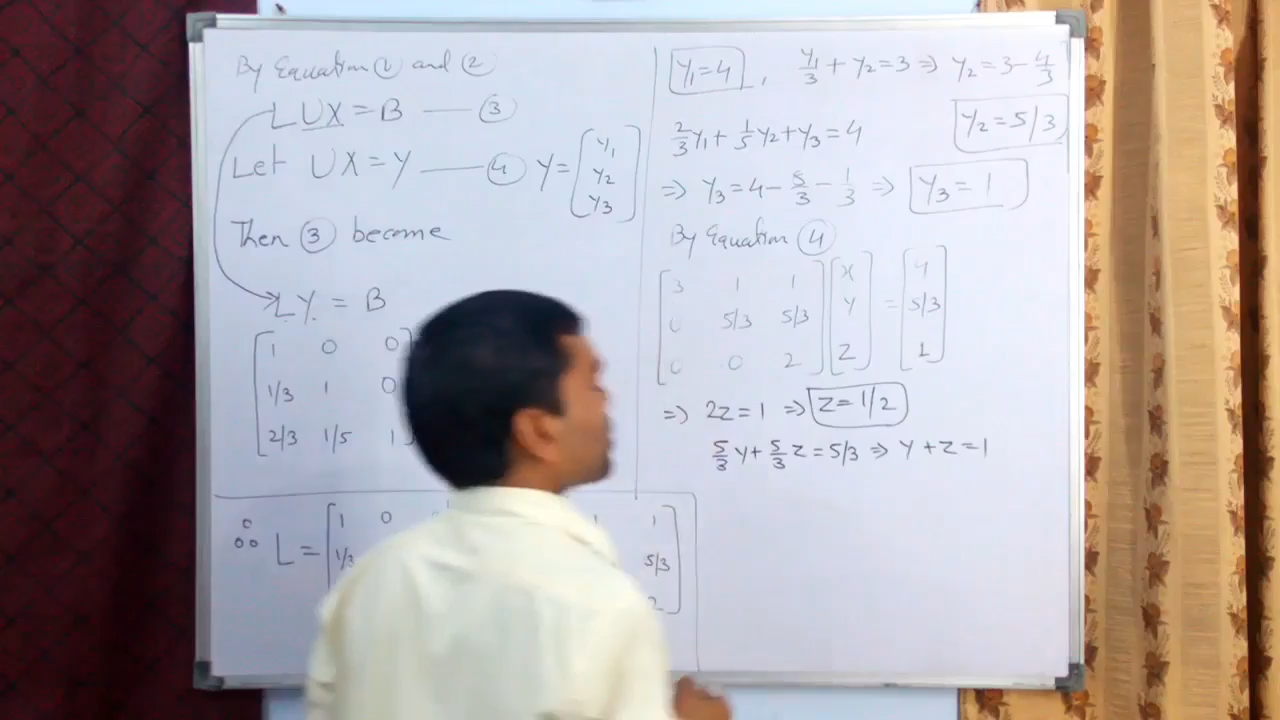 By Equation ① and ②
LUX = B —— ③
Let UX = Y —— ④ Y = [y₁ y₂ y₃]
Then ③ become
LY = B
1 0 0
1/3 1 0
2/3 1/5 1
∴ L = 1 0
1/3
1 1
5/3
2
y₁ = 4 , y₁/3 + y₂ = 3 ⇒ y₂ = 3 - 4/3
y₂ = 5/3
2/3 y₁ + 1/5 y₂ + y₃ = 4
⇒ y₃ = 4 - 8/3 - 1/3 ⇒ y₃ = 1
By Equation ④
3 1 1 x 4
0 5/3 5/3 y = 5/3
0 0 2 z 1
⇒ 2z = 1 ⇒ z = 1/2
5/3 y + 5/3 z = 5/3 ⇒ y + z = 1